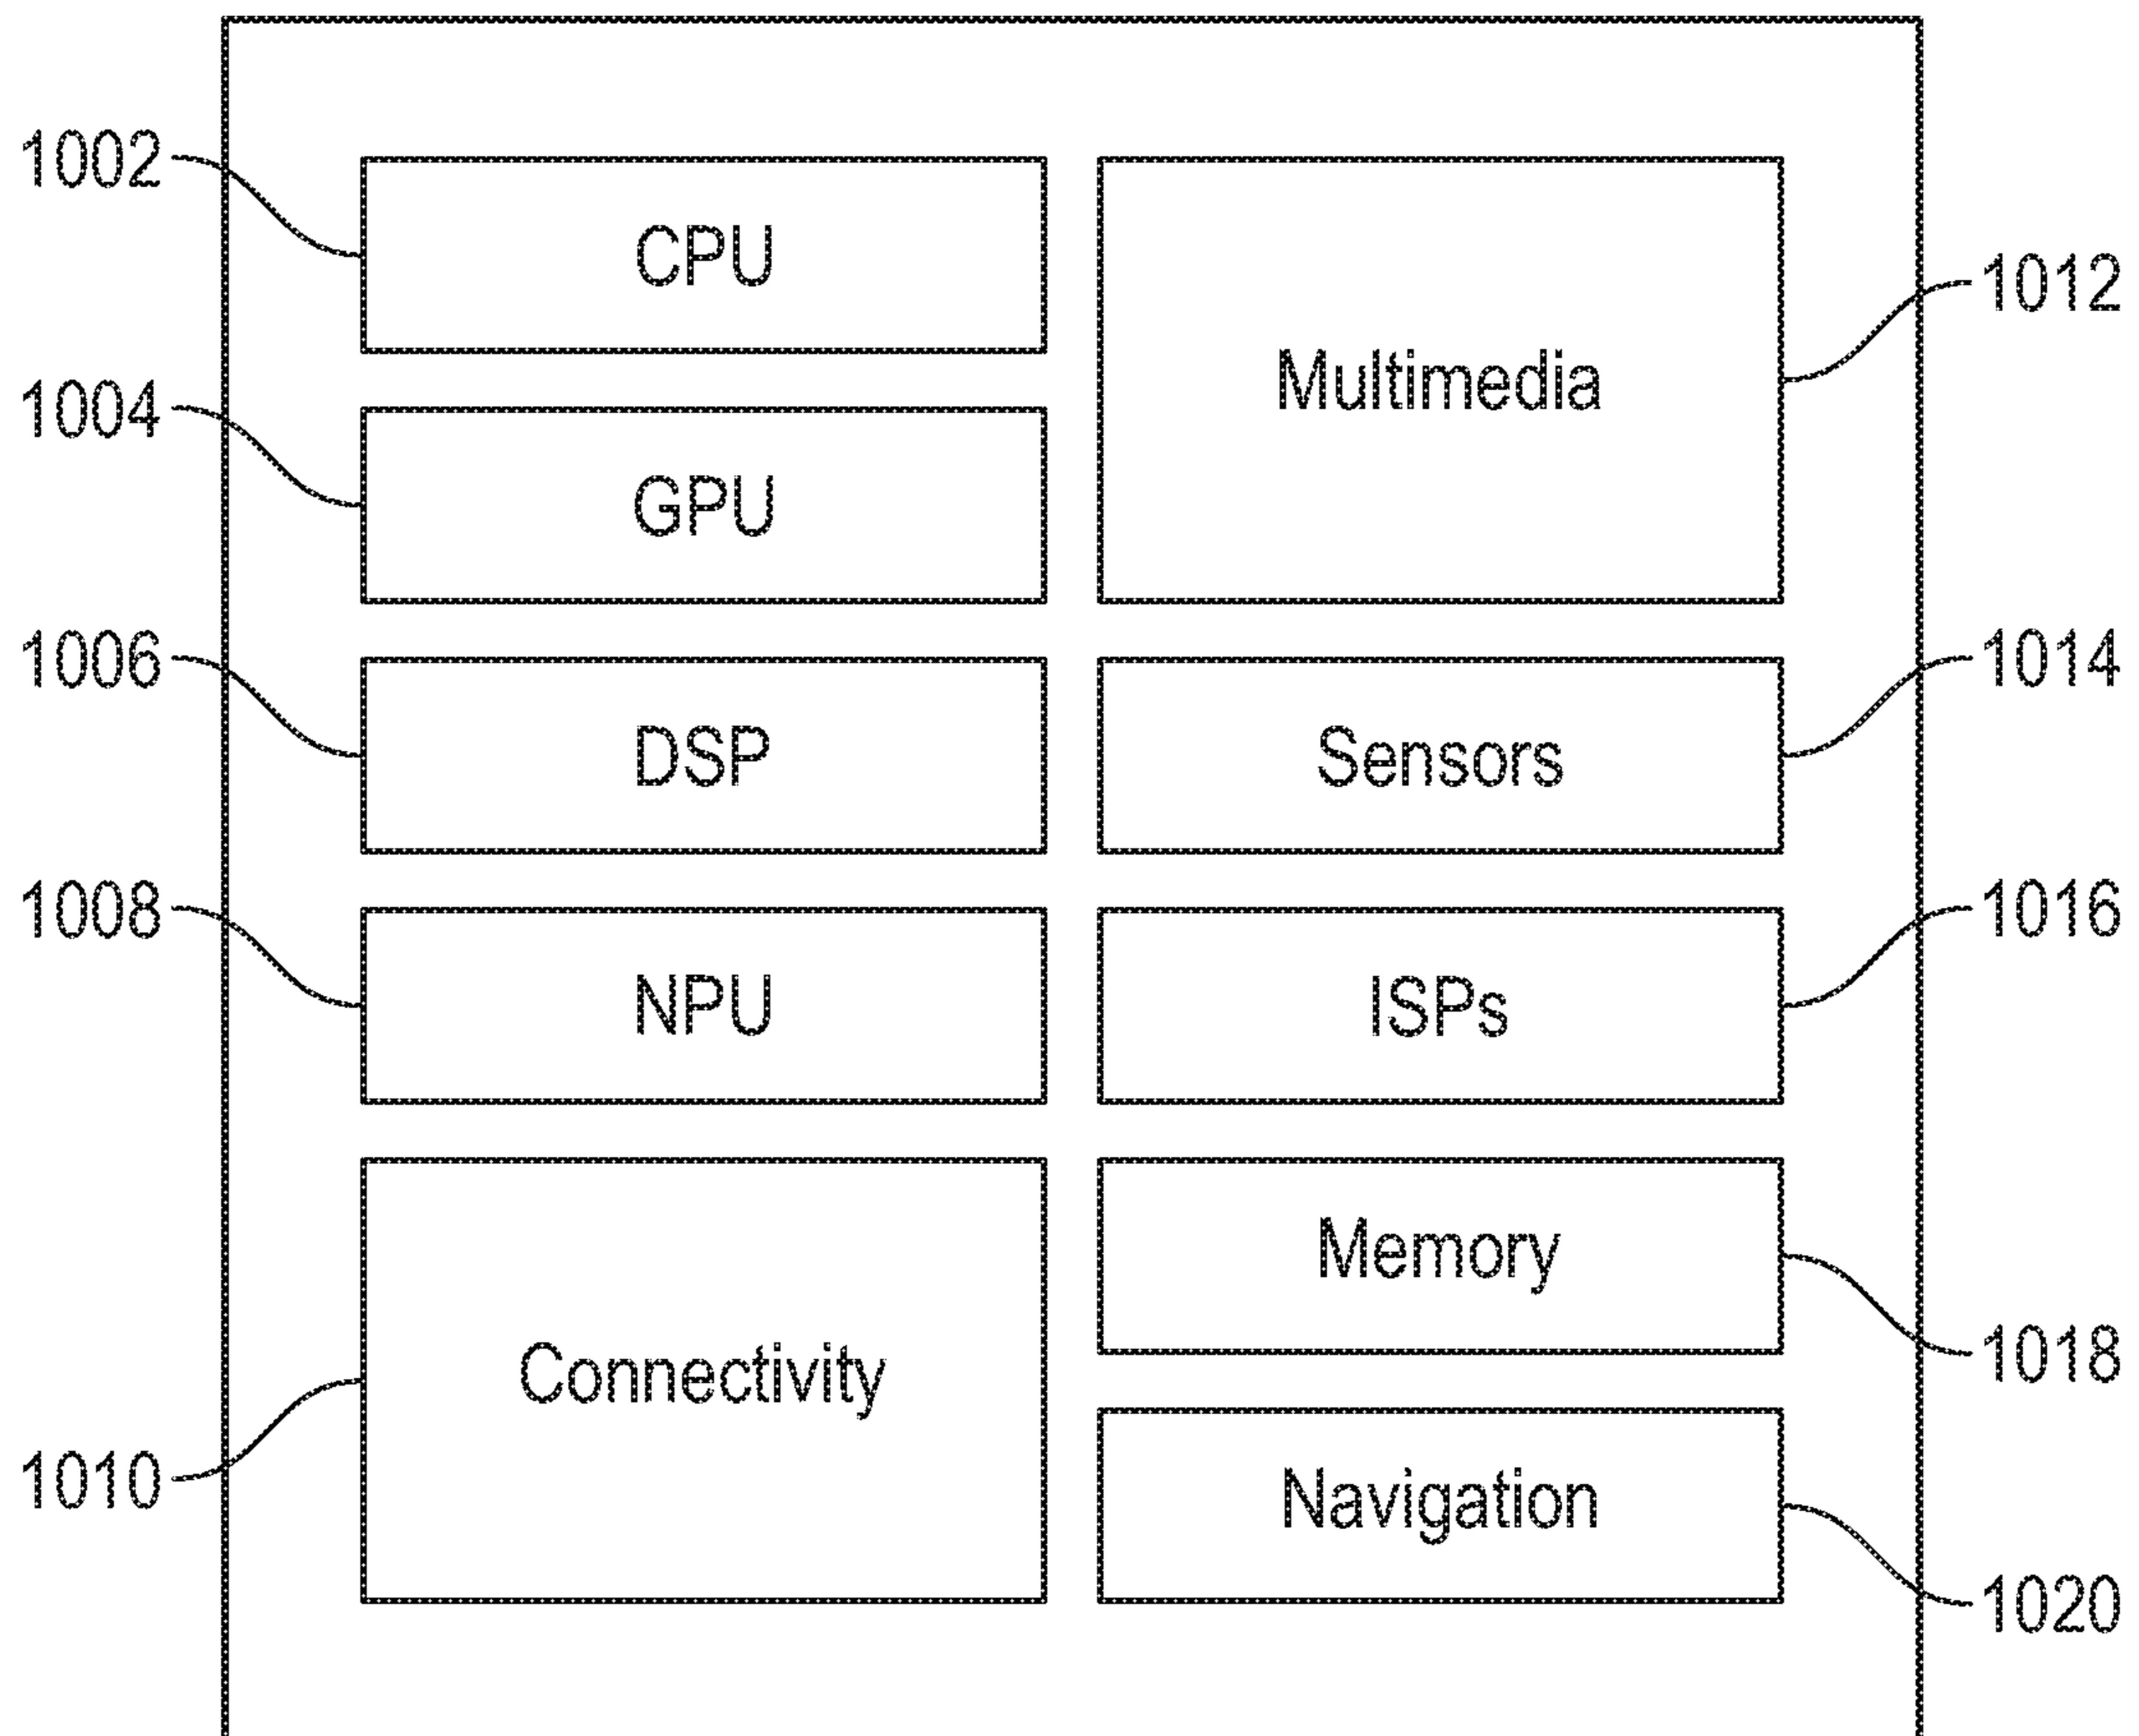 1002
CPU
1012
Multimedia
1004
GPU
1006
DSP
1014
Sensors
1008
NPU
1016
ISPs
1010
Connectivity
1018
Memory
1020
Navigation